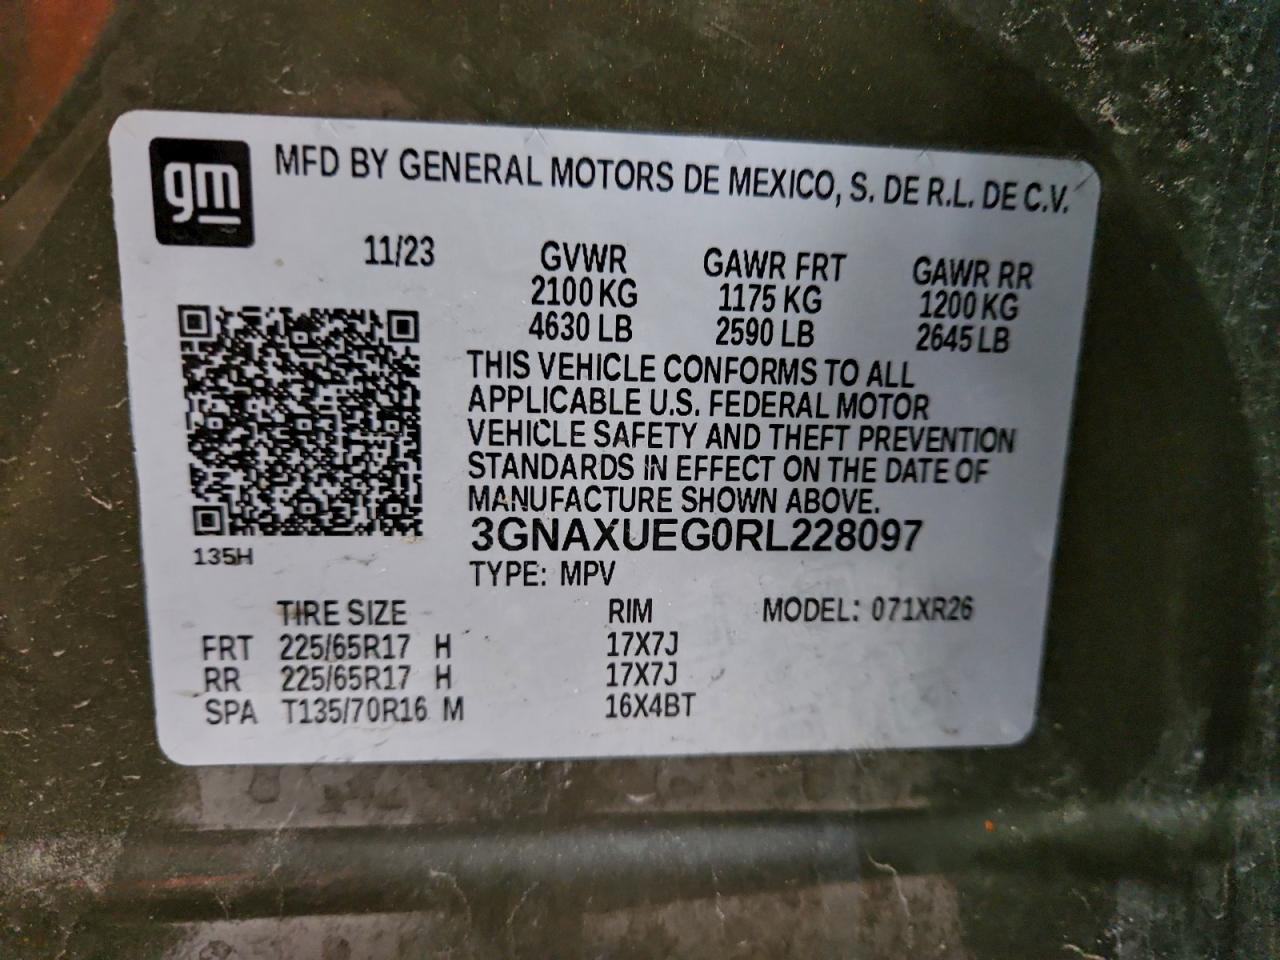 gm
MFD BY GENERAL MOTORS DE MEXICO, S. DE R.L. DE C.V.
11/23 GVWR GAWR FRT GAWR RR
2100 KG 1175 KG 1200 KG
4630 LB 2590 LB 2645 LB
THIS VEHICLE CONFORMS TO ALL
APPLICABLE U.S. FEDERAL MOTOR
VEHICLE SAFETY AND THEFT PREVENTION
STANDARDS IN EFFECT ON THE DATE OF
MANUFACTURE SHOWN ABOVE.
3GNAXUEG0RL228097
135H
TYPE: MPV
TIRE SIZE RIM MODEL: 071XR26
FRT 225/65R17 H 17X7J
RR 225/65R17 H 17X7J
SPA T135/70R16 M 16X4BT